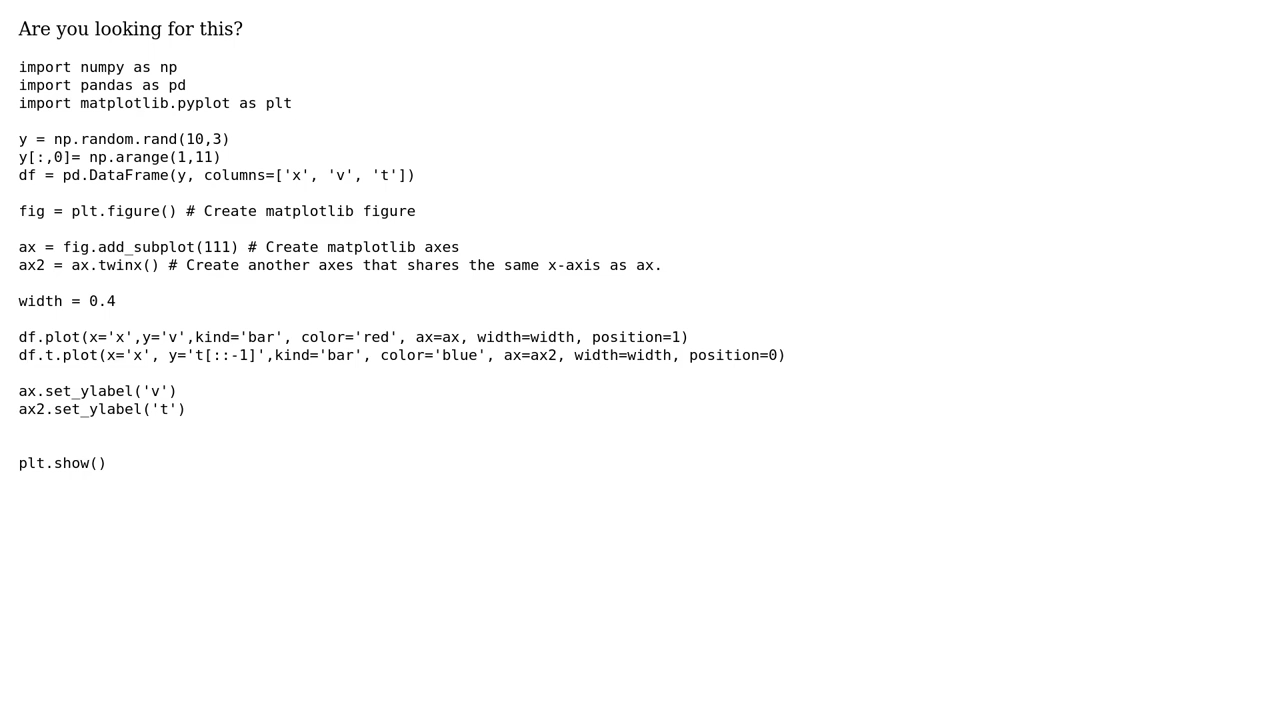 Are you looking for this?
import numpy as np
import pandas as pd
import matplotlib.pyplot as plt
y = np.random.rand(10,3)
y[:,0]= np.arange(1,11)
df = pd.DataFrame(y, columns=['x', 'v', 't'])
fig = plt.figure() # Create matplotlib figure
ax = fig.add_subplot(111) # Create matplotlib axes
ax2 = ax.twinx() # Create another axes that shares the same x-axis as ax.
width = 0.4
df.plot(x='x',y='v',kind='bar', color='red', ax=ax, width=width, position=1)
df.t.plot(x='x', y='t[::-1]',kind='bar', color='blue', ax=ax2, width=width, position=0)
ax.set_ylabel('v')
ax2.set_ylabel('t')
plt.show()